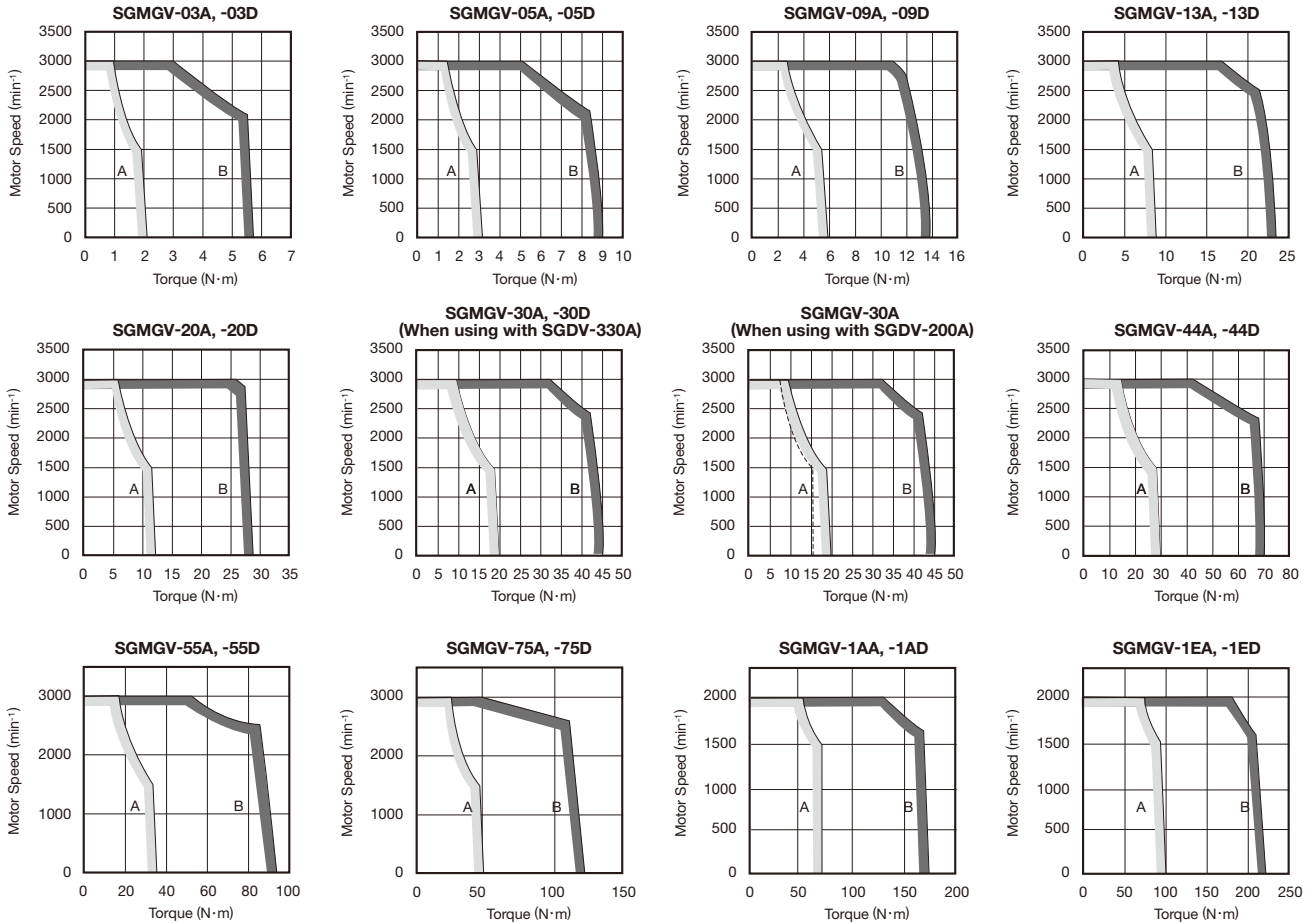 SGMGV-03A, -03D
Motor Speed (min-1)
3500
3000
2500
2000
1500
1000
500
0
A
B
0 1 2 3 4 5 6 7
Torque (N·m)
SGMGV-05A, -05D
Motor Speed (min-1)
3500
3000
2500
2000
1500
1000
500
0
A
B
0 1 2 3 4 5 6 7 8 9 10
Torque (N·m)
SGMGV-09A, -09D
Motor Speed (min-1)
3500
3000
2500
2000
1500
1000
500
0
A
B
0 2 4 6 8 10 12 14 16
Torque (N·m)
SGMGV-13A, -13D
Motor Speed (min-1)
3500
3000
2500
2000
1500
1000
500
0
A
B
0 5 10 15 20 25
Torque (N·m)
SGMGV-20A, -20D
Motor Speed (min-1)
3500
3000
2500
2000
1500
1000
500
0
A
B
0 5 10 15 20 25 30 35
Torque (N·m)
SGMGV-30A, -30D
(When using with SGDV-330A)
Motor Speed (min-1)
3500
3000
2500
2000
1500
1000
500
0
A
B
0 5 10 15 20 25 30 35 40 45 50
Torque (N·m)
SGMGV-30A
(When using with SGDV-200A)
Motor Speed (min-1)
3500
3000
2500
2000
1500
1000
500
0
A
B
0 5 10 15 20 25 30 35 40 45 50
Torque (N·m)
SGMGV-44A, -44D
Motor Speed (min-1)
3500
3000
2500
2000
1500
1000
500
0
A
B
0 10 20 30 40 50 60 70 80
Torque (N·m)
SGMGV-55A, -55D
Motor Speed (min-1)
3000
2000
1000
0
A
B
0 20 40 60 80 100
Torque (N·m)
SGMGV-75A, -75D
Motor Speed (min-1)
3000
2000
1000
0
A
B
0 50 100 150
Torque (N·m)
SGMGV-1AA, -1AD
Motor Speed (min-1)
2000
1500
1000
500
0
A
B
0 50 100 150 200
Torque (N·m)
SGMGV-1EA, -1ED
Motor Speed (min-1)
2000
1500
1000
500
0
A
B
0 50 100 150 200 250
Torque (N·m)